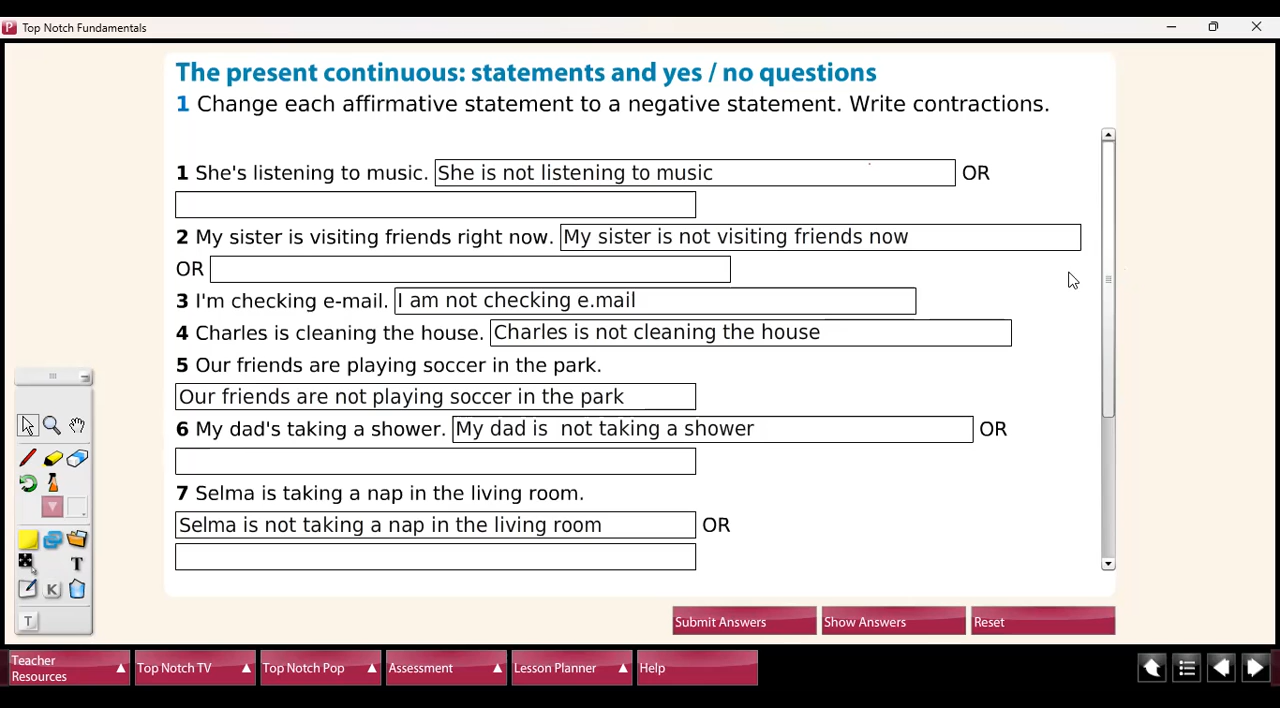 Top Notch Fundamentals
The present continuous: statements and yes / no questions
1 Change each affirmative statement to a negative statement. Write contractions.
1 She's listening to music. She is not listening to music OR
2 My sister is visiting friends right now. My sister is not visiting friends now
OR
3 I'm checking e-mail. I am not checking e.mail
4 Charles is cleaning the house. Charles is not cleaning the house
5 Our friends are playing soccer in the park.
Our friends are not playing soccer in the park
6 My dad's taking a shower. My dad is  not taking a shower OR
7 Selma is taking a nap in the living room.
Selma is not taking a nap in the living room OR
T
K
T
Submit Answers Show Answers Reset
Teacher Resources Top Notch TV Top Notch Pop Assessment Lesson Planner Help